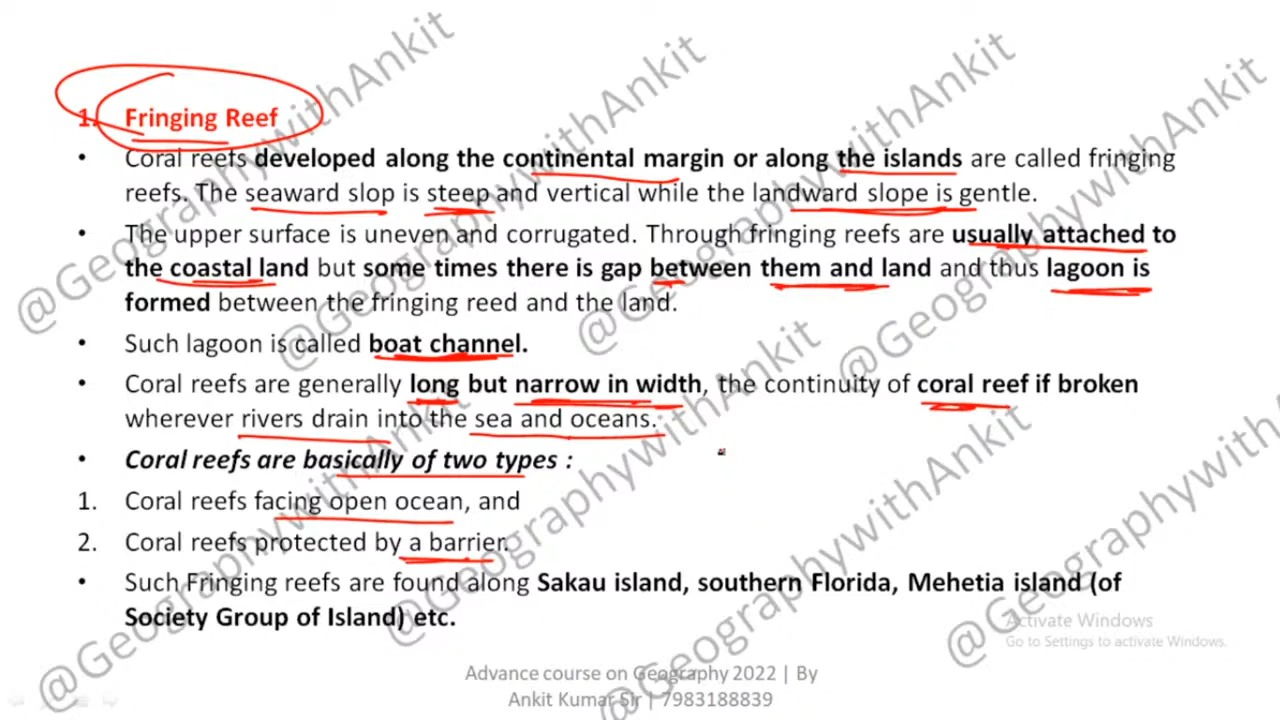 1. Fringing Reef
• Coral reefs developed along the continental margin or along the islands are called fringing
reefs. The seaward slop is steep and vertical while the landward slope is gentle.
• The upper surface is uneven and corrugated. Through fringing reefs are usually attached to
the coastal land but some times there is gap between them and land and thus lagoon is
formed between the fringing reed and the land.
• Such lagoon is called boat channel.
• Coral reefs are generally long but narrow in width, the continuity of coral reef if broken
wherever rivers drain into the sea and oceans.
• Coral reefs are basically of two types :
1. Coral reefs facing open ocean, and
2. Coral reefs protected by a barrier.
• Such Fringing reefs are found along Sakau island, southern Florida, Mehetia island (of
Society Group of Island) etc.
Activate Windows
Go to Settings to activate Windows.
Advance course on Geography 2022 | By
Ankit Kumar Sir | 7983188839
@GeographywithAnkit
@GeographywithAnkit
@GeographywithAnkit
@GeographywithAnkit
@GeographywithAnkit
@GeographywithAnkit
@GeographywithAnkit
@GeographywithAnkit